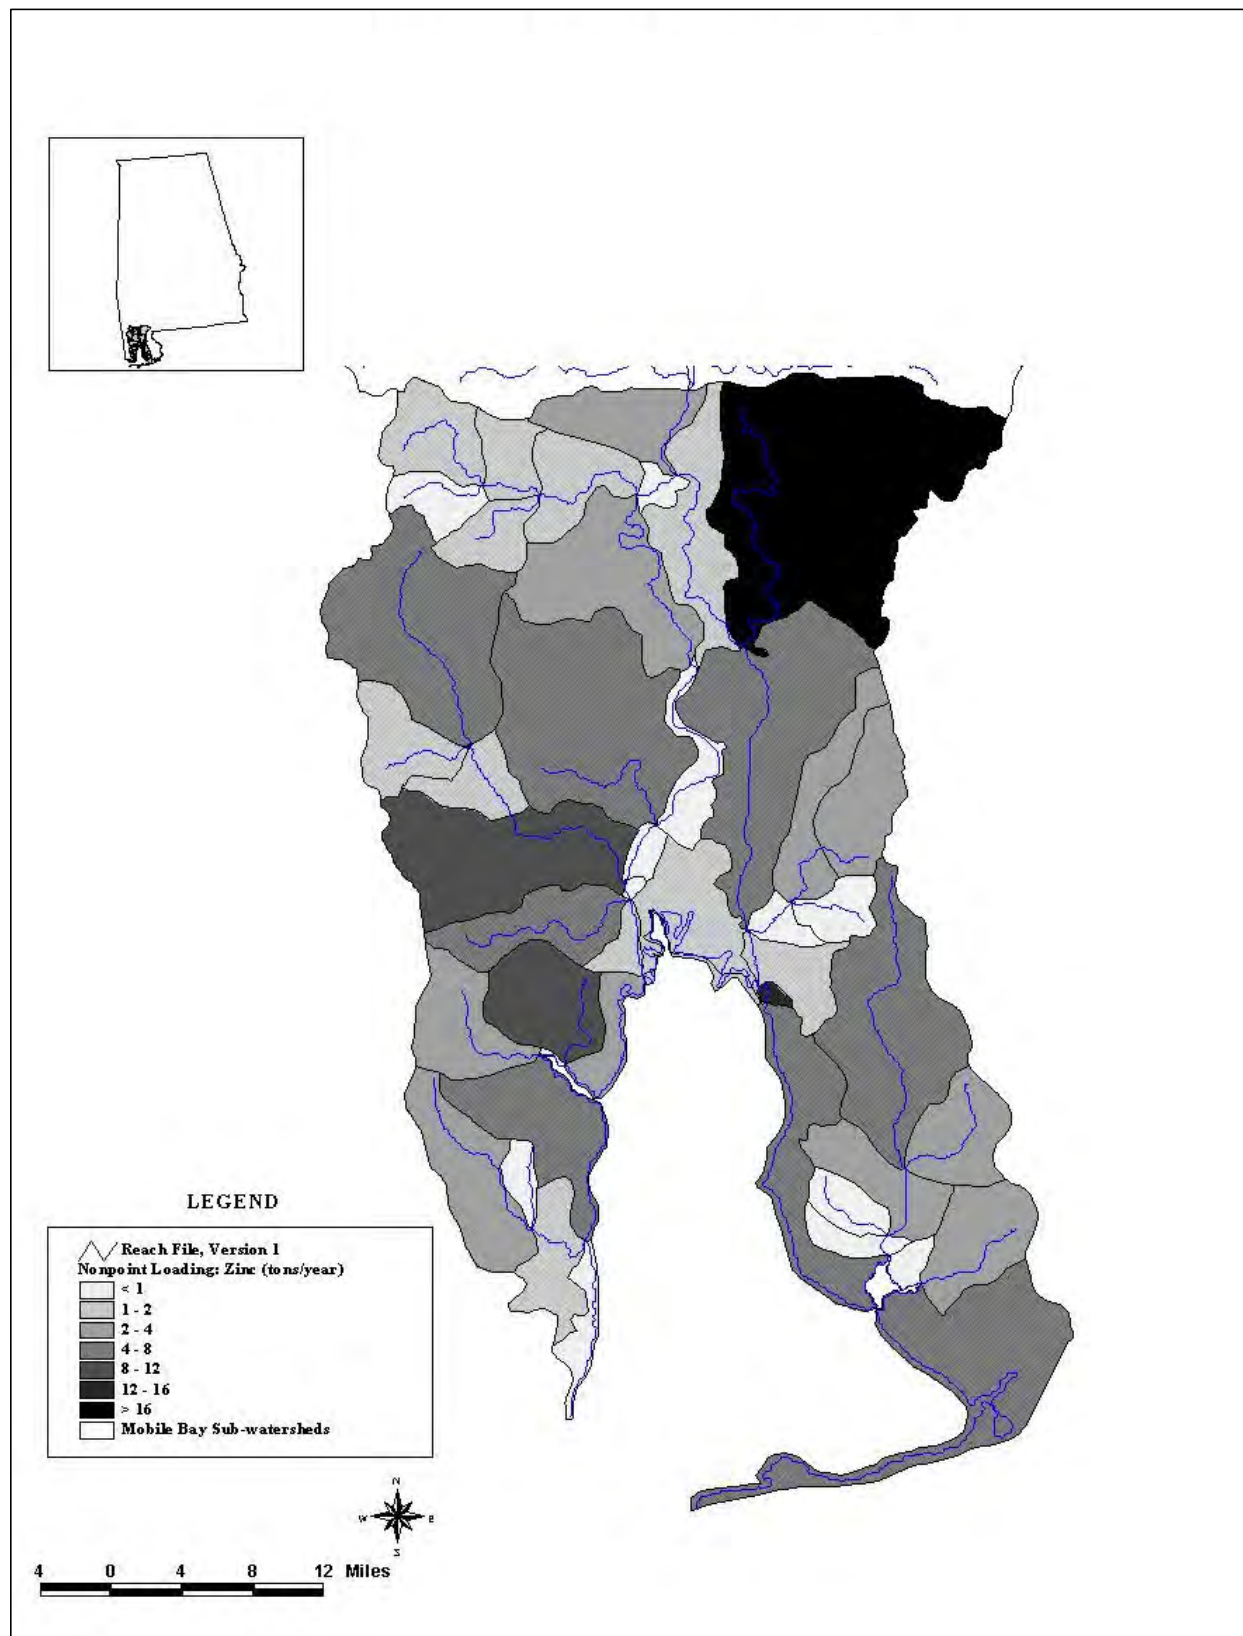 LEGEND
Reach File, Version 1
Nonpoint Loading: Zinc (tons/year)
< 1
1 - 2
2 - 4
4 - 8
8 - 12
12 - 16
> 16
Mobile Bay Sub-watersheds
N
W E
S
4 0 4 8 12 Miles